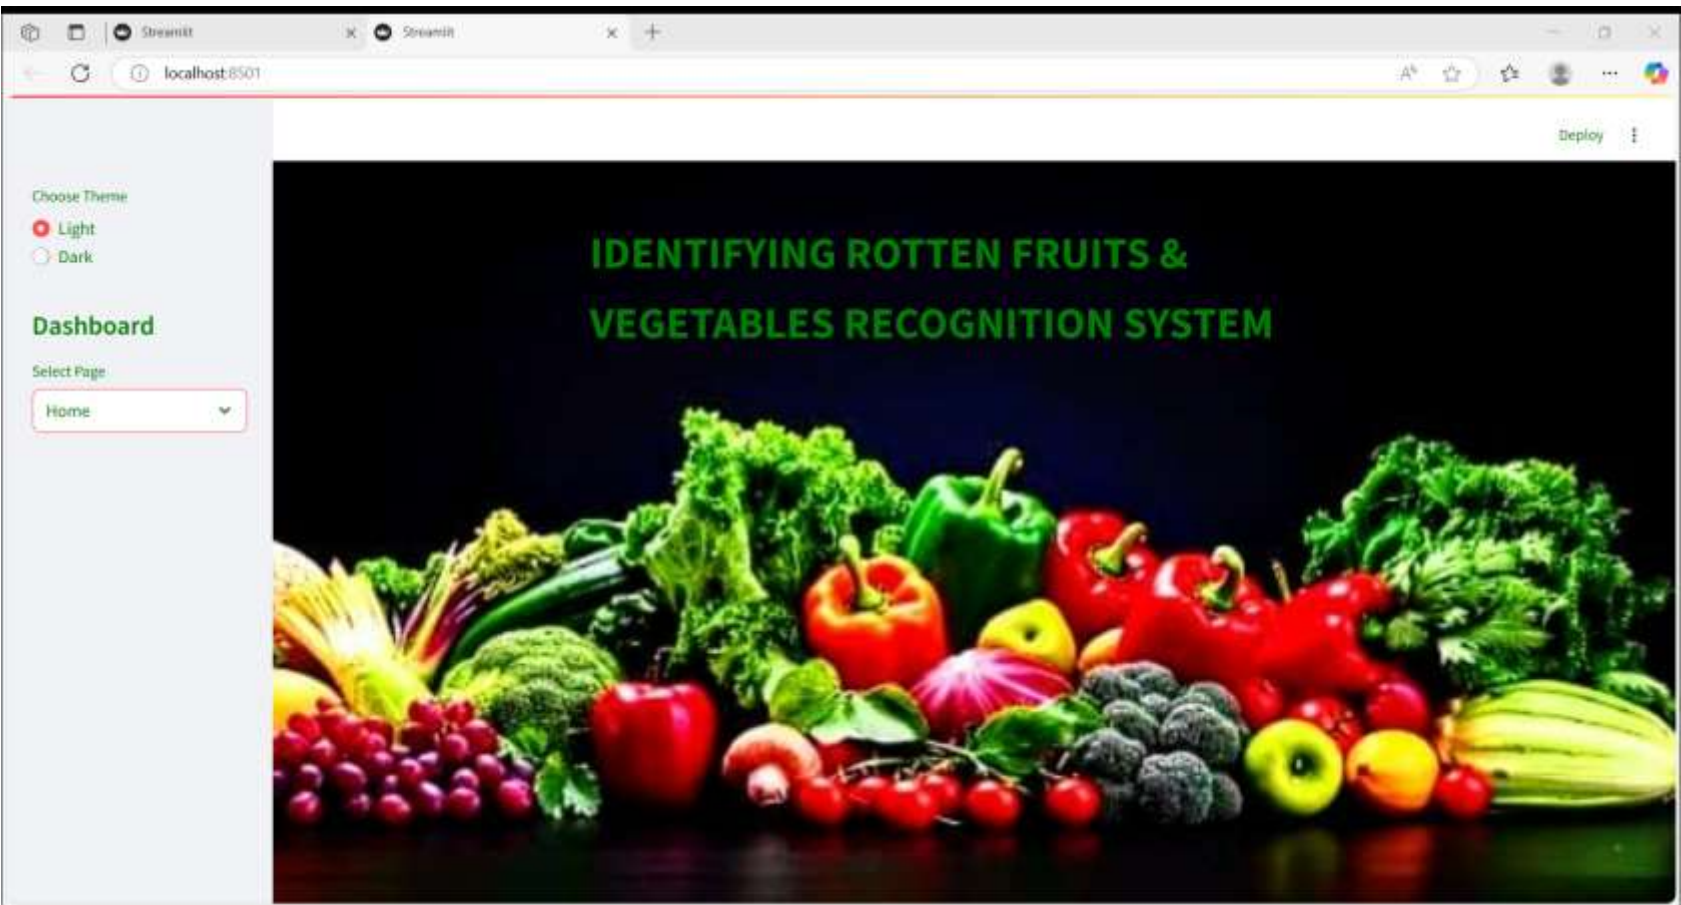 Streamlit
Streamlit
localhost:8501
Deploy
Choose Theme
Light
Dark
Dashboard
Select Page
Home
IDENTIFYING ROTTEN FRUITS &
VEGETABLES RECOGNITION SYSTEM